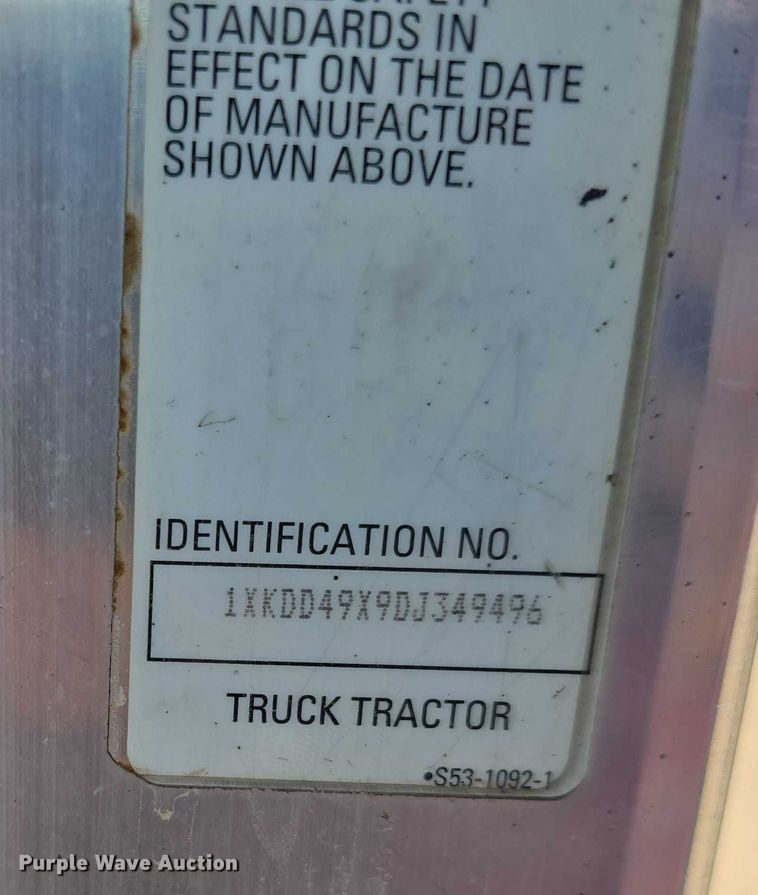 STANDARDS IN
EFFECT ON THE DATE
OF MANUFACTURE
SHOWN ABOVE.
IDENTIFICATION NO.
1XKDD49X9DJ349496
TRUCK TRACTOR
•S53-1092-1
Purple Wave Auction